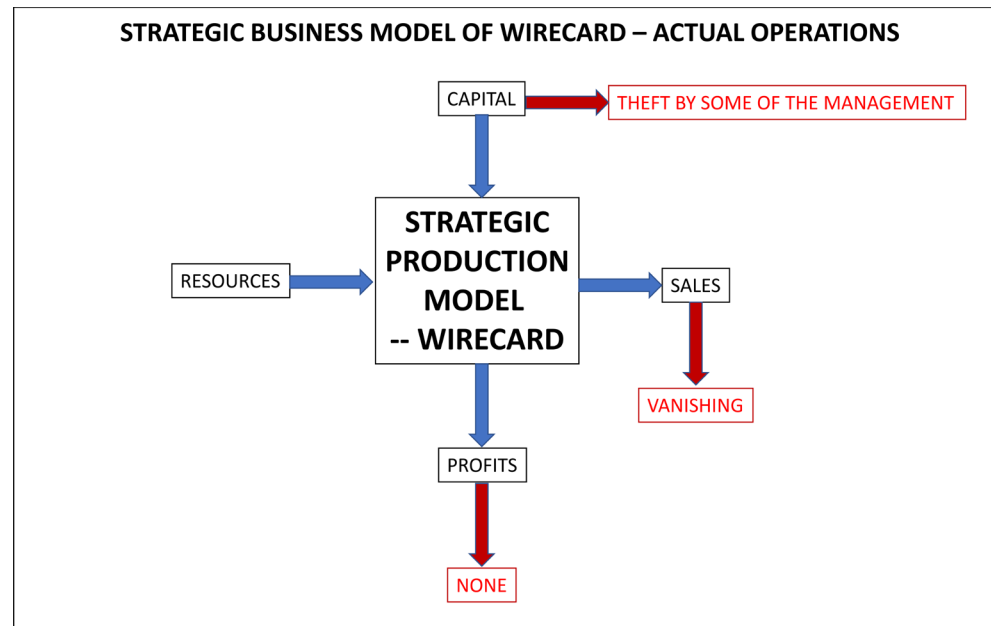 STRATEGIC BUSINESS MODEL OF WIRECARD – ACTUAL OPERATIONS
CAPITAL
THEFT BY SOME OF THE MANAGEMENT
STRATEGIC
PRODUCTION
MODEL
-- WIRECARD
RESOURCES
SALES
VANISHING
PROFITS
NONE